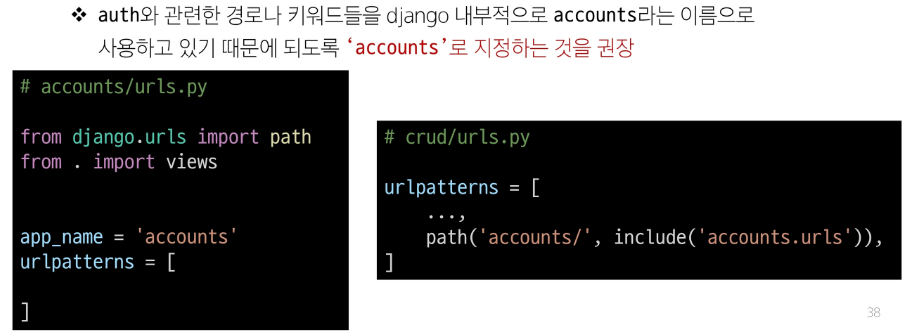 ❖ auth와 관련한 경로나 키워드들을 django 내부적으로 accounts라는 이름으로
사용하고 있기 때문에 되도록 ‘accounts’로 지정하는 것을 권장
# accounts/urls.py
from django.urls import path
from . import views
app_name = 'accounts'
urlpatterns = [
]
# crud/urls.py
urlpatterns = [
    ...,
    path('accounts/', include('accounts.urls')),
]
38